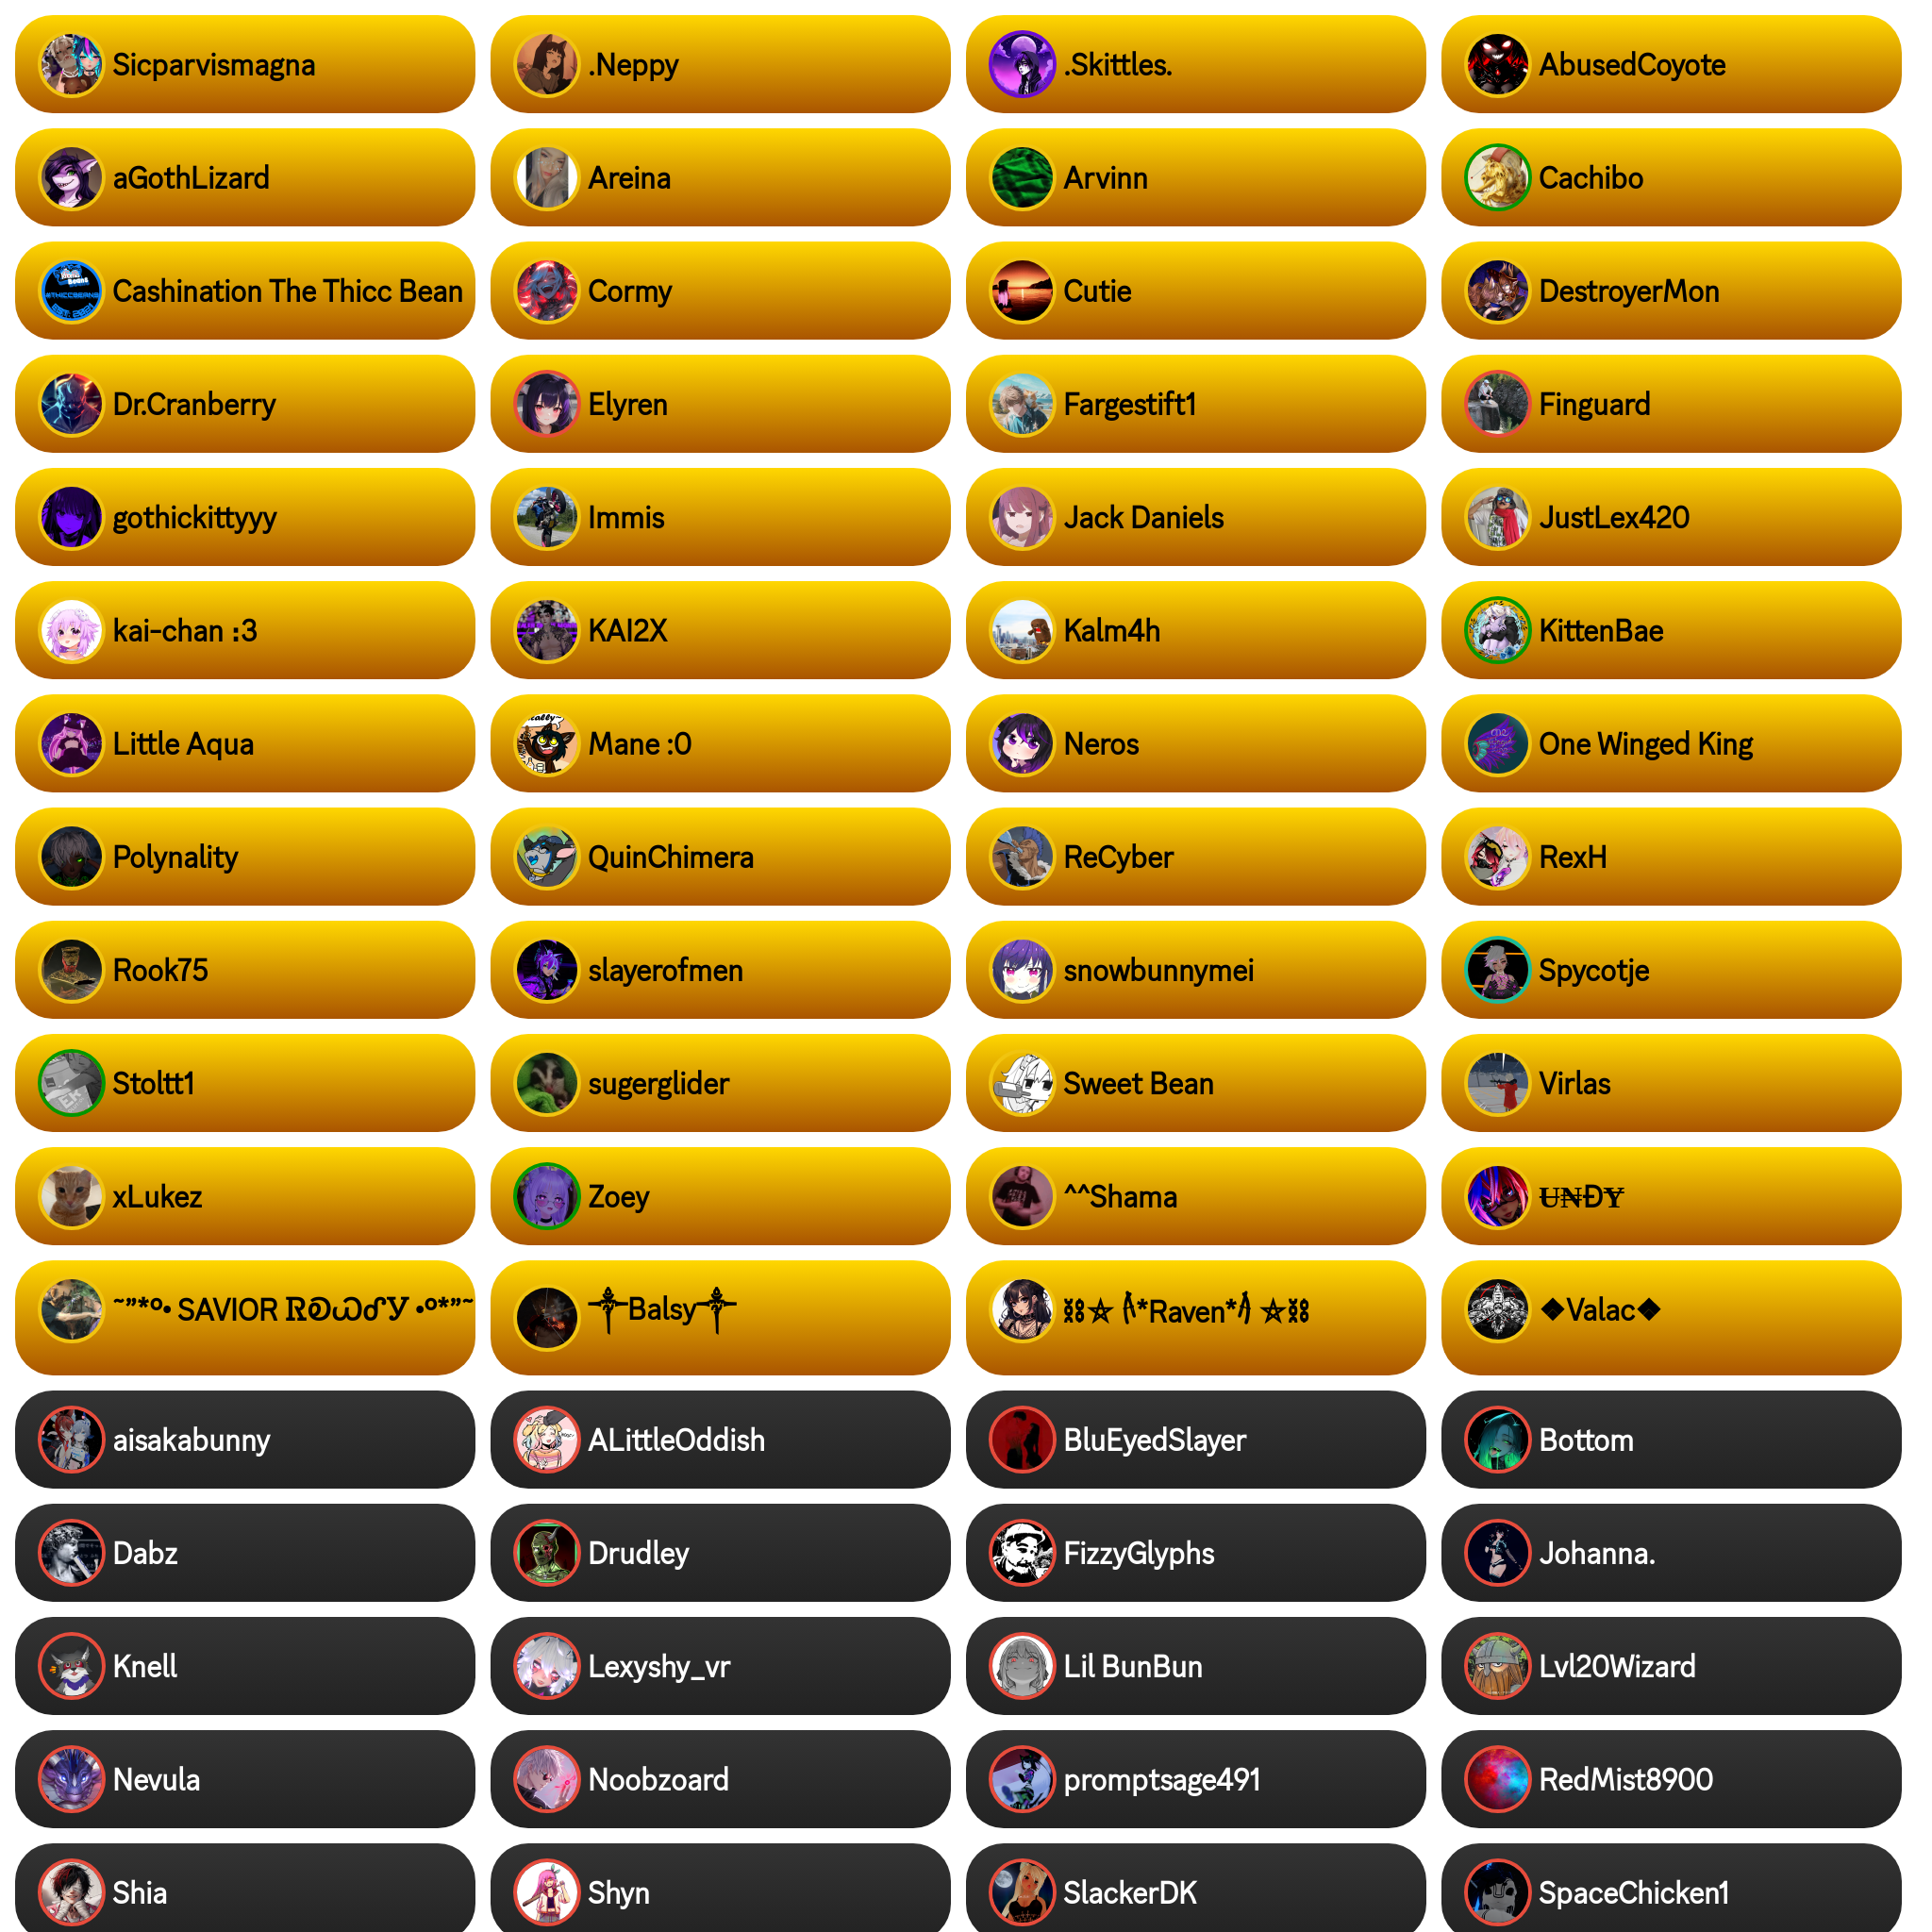 Sicparvismagna
.Neppy
.Skittles.
AbusedCoyote
aGothLizard
Areina
Arvinn
Cachibo
Cashination The Thicc Bean
Cormy
Cutie
DestroyerMon
Dr.Cranberry
Elyren
Fargestift1
Finguard
gothickittyyy
Immis
Jack Daniels
JustLex420
kai-chan :3
KAI2X
Kalm4h
KittenBae
Little Aqua
Mane :0
Neros
One Winged King
Polynality
QuinChimera
ReCyber
RexH
Rook75
slayerofmen
snowbunnymei
Spycotje
Stoltt1
sugerglider
Sweet Bean
Virlas
xLukez
Zoey
^^Shama
U̶N̶ĐY̶
~”*°• SAVIOR ᏒᎧᏇᎴᎩ •°*”~
༒Balsy༒
⛓⛤𓂀*Raven*𓂀⛤⛓
❖Valac❖
aisakabunny
ALittleOddish
BluEyedSlayer
Bottom
Dabz
Drudley
FizzyGlyphs
Johanna.
Knell
Lexyshy_vr
Lil BunBun
Lvl20Wizard
Nevula
Noobzoard
promptsage491
RedMist8900
Shia
Shyn
SlackerDK
SpaceChicken1